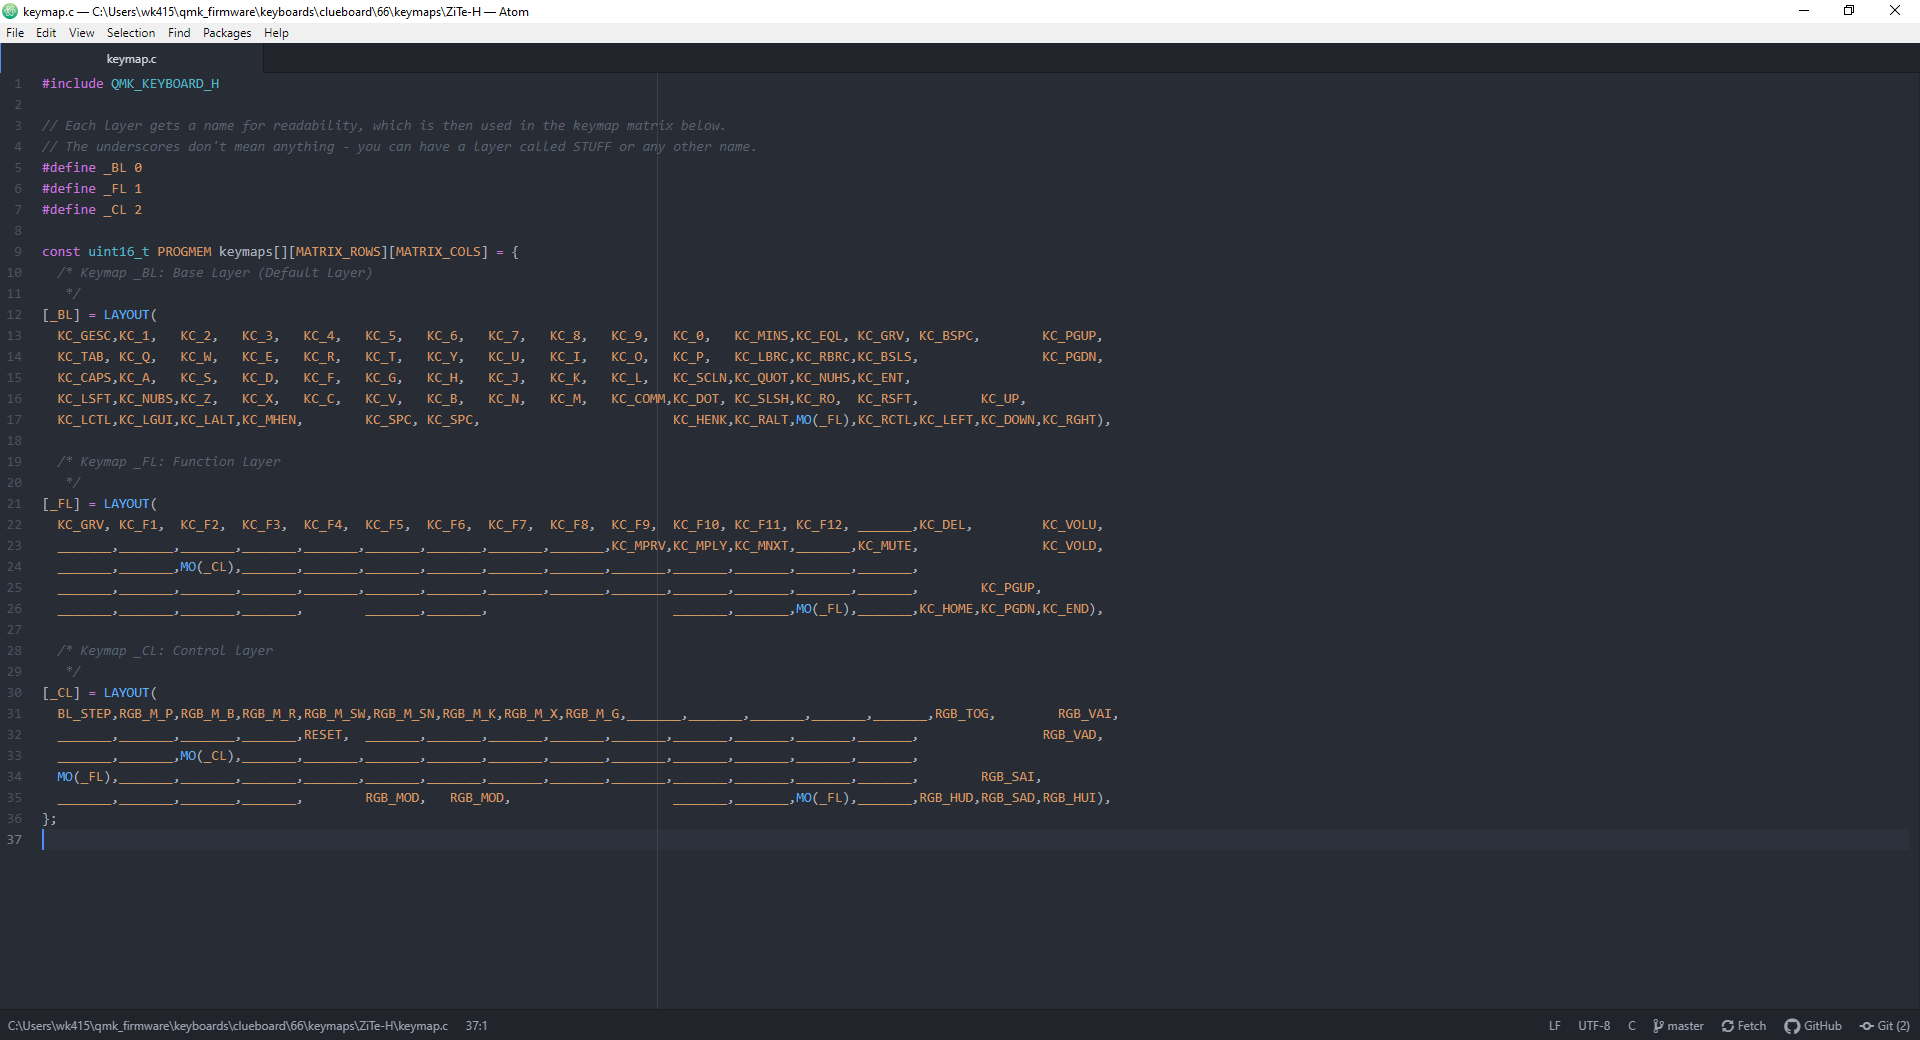 keymap.c — C:\Users\wk415\qmk_firmware\keyboards\clueboard\66\keymaps\ZiTe-H — Atom
File Edit View Selection Find Packages Help
keymap.c
1 #include QMK_KEYBOARD_H
2
3 // Each layer gets a name for readability, which is then used in the keymap matrix below.
4 // The underscores don't mean anything - you can have a layer called STUFF or any other name.
5 #define _BL 0
6 #define _FL 1
7 #define _CL 2
8
9 const uint16_t PROGMEM keymaps[][MATRIX_ROWS][MATRIX_COLS] = {
10   /* Keymap _BL: Base Layer (Default Layer)
11    */
12 [_BL] = LAYOUT(
13   KC_GESC,KC_1,   KC_2,   KC_3,   KC_4,   KC_5,   KC_6,   KC_7,   KC_8,   KC_9,   KC_0,   KC_MINS,KC_EQL, KC_GRV, KC_BSPC,        KC_PGUP,
14   KC_TAB, KC_Q,   KC_W,   KC_E,   KC_R,   KC_T,   KC_Y,   KC_U,   KC_I,   KC_O,   KC_P,   KC_LBRC,KC_RBRC,KC_BSLS,                KC_PGDN,
15   KC_CAPS,KC_A,   KC_S,   KC_D,   KC_F,   KC_G,   KC_H,   KC_J,   KC_K,   KC_L,   KC_SCLN,KC_QUOT,KC_NUHS,KC_ENT,
16   KC_LSFT,KC_NUBS,KC_Z,   KC_X,   KC_C,   KC_V,   KC_B,   KC_N,   KC_M,   KC_COMM,KC_DOT, KC_SLSH,KC_RO,  KC_RSFT,        KC_UP,
17   KC_LCTL,KC_LGUI,KC_LALT,KC_MHEN,        KC_SPC, KC_SPC,                         KC_HENK,KC_RALT,MO(_FL),KC_RCTL,KC_LEFT,KC_DOWN,KC_RGHT),
18
19   /* Keymap _FL: Function Layer
20    */
21 [_FL] = LAYOUT(
22   KC_GRV, KC_F1,  KC_F2,  KC_F3,  KC_F4,  KC_F5,  KC_F6,  KC_F7,  KC_F8,  KC_F9,  KC_F10, KC_F11, KC_F12, _______,KC_DEL,         KC_VOLU,
23   _______,_______,_______,_______,_______,_______,_______,_______,_______,KC_MPRV,KC_MPLY,KC_MNXT,_______,KC_MUTE,                KC_VOLD,
24   _______,_______,MO(_CL),_______,_______,_______,_______,_______,_______,_______,_______,_______,_______,_______,
25   _______,_______,_______,_______,_______,_______,_______,_______,_______,_______,_______,_______,_______,_______,        KC_PGUP,
26   _______,_______,_______,_______,        _______,_______,                        _______,_______,MO(_FL),_______,KC_HOME,KC_PGDN,KC_END),
27
28   /* Keymap _CL: Control layer
29    */
30 [_CL] = LAYOUT(
31   BL_STEP,RGB_M_P,RGB_M_B,RGB_M_R,RGB_M_SW,RGB_M_SN,RGB_M_K,RGB_M_X,RGB_M_G,_______,_______,_______,_______,_______,RGB_TOG,        RGB_VAI,
32   _______,_______,_______,_______,RESET,  _______,_______,_______,_______,_______,_______,_______,_______,_______,                RGB_VAD,
33   _______,_______,MO(_CL),_______,_______,_______,_______,_______,_______,_______,_______,_______,_______,_______,
34   MO(_FL),_______,_______,_______,_______,_______,_______,_______,_______,_______,_______,_______,_______,_______,        RGB_SAI,
35   _______,_______,_______,_______,        RGB_MOD,   RGB_MOD,                     _______,_______,MO(_FL),_______,RGB_HUD,RGB_SAD,RGB_HUI),
36 };
37
C:\Users\wk415\qmk_firmware\keyboards\clueboard\66\keymaps\ZiTe-H\keymap.c 37:1 LF UTF-8 C master Fetch GitHub Git (2)